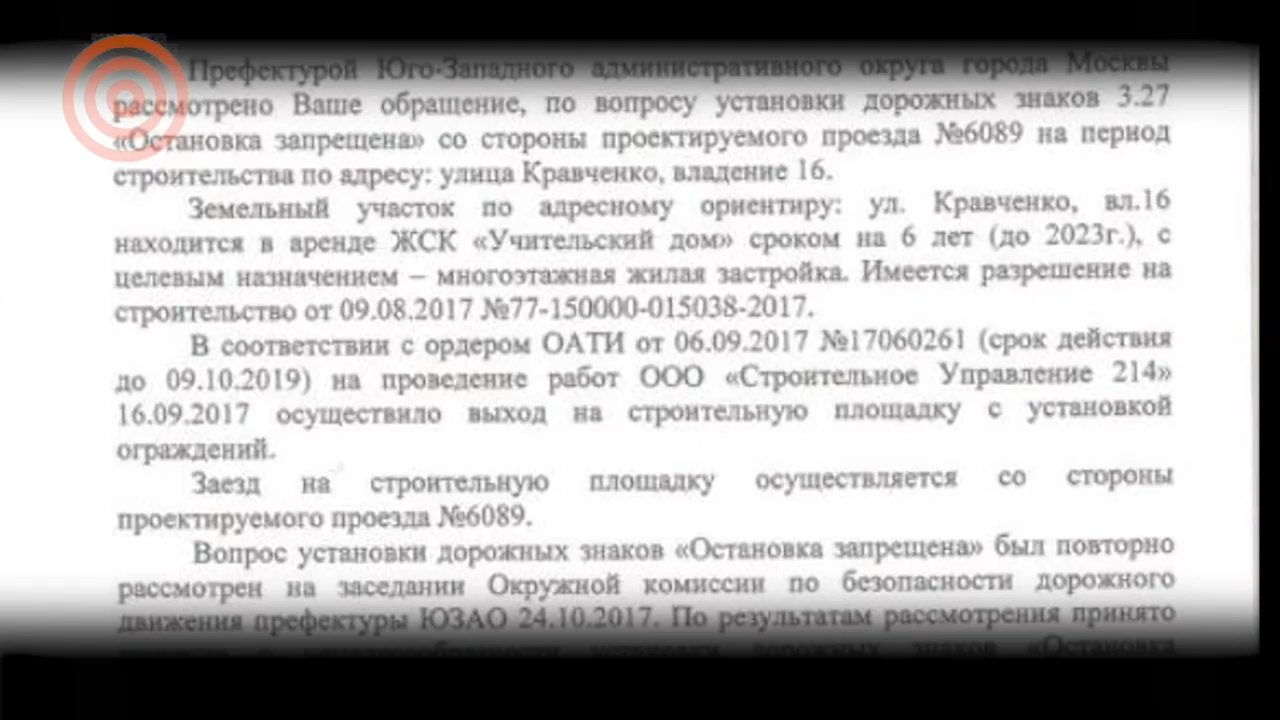 Префектурой Юго-Западного административного округа города Москвы
рассмотрено Ваше обращение, по вопросу установки дорожных знаков 3.27
«Остановка запрещена» со стороны проектируемого проезда №6089 на период
строительства по адресу: улица Кравченко, владение 16.
Земельный участок по адресному ориентиру: ул. Кравченко, вл.16
находится в аренде ЖСК «Учительский дом» сроком на 6 лет (до 2023г.), с
целевым назначением – многоэтажная жилая застройка. Имеется разрешение на
строительство от 09.08.2017 №77-150000-015038-2017.
В соответствии с ордером ОАТИ от 06.09.2017 №17060261 (срок действия
до 09.10.2019) на проведение работ ООО «Строительное Управление 214»
16.09.2017 осуществило выход на строительную площадку с установкой
ограждений.
Заезд на строительную площадку осуществляется со стороны
проектируемого проезда №6089.
Вопрос установки дорожных знаков «Остановка запрещена» был повторно
рассмотрен на заседании Окружной комиссии по безопасности дорожного
движения префектуры ЮЗАО 24.10.2017. По результатам рассмотрения принято
установки дорожных знаков «Остановка